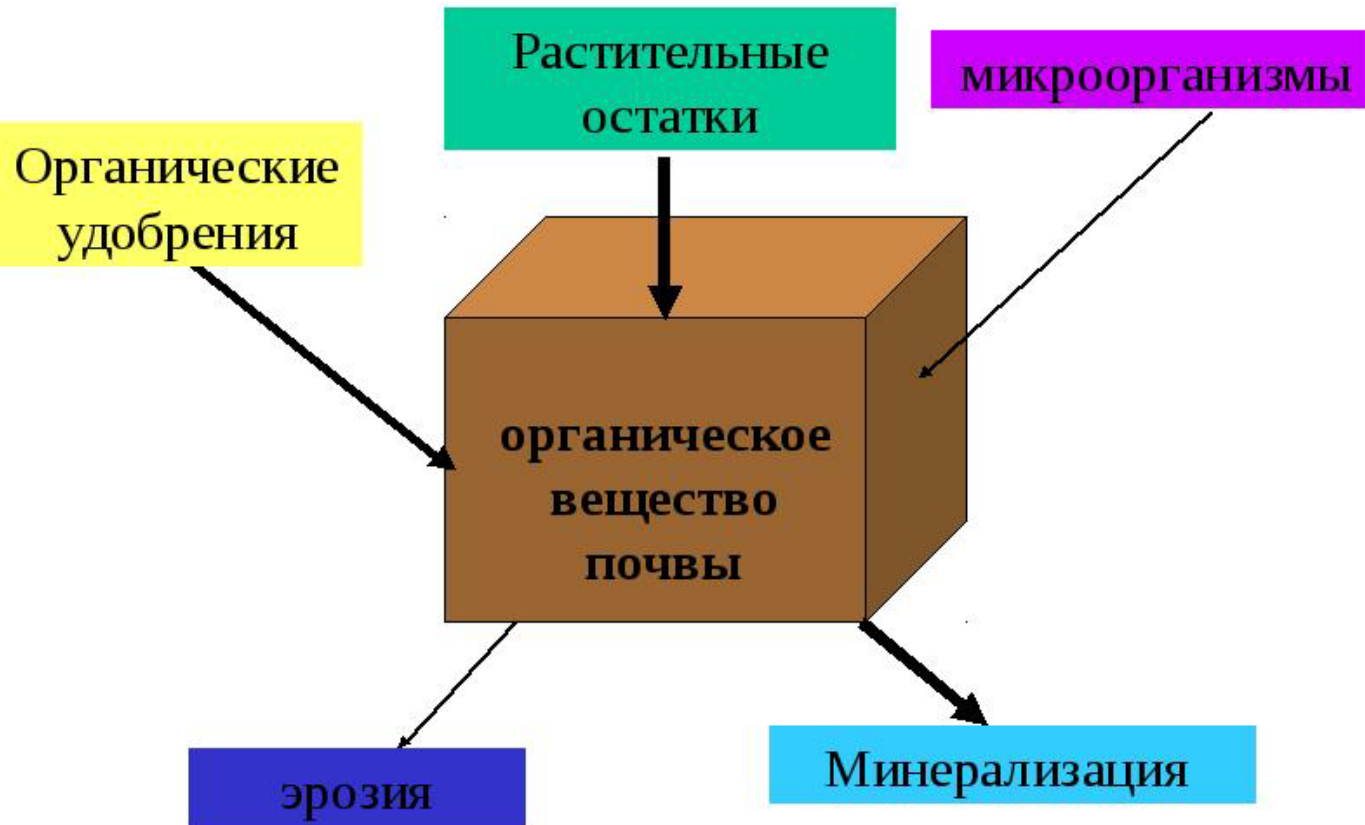 Растительные
остатки
микроорганизмы
Органические
удобрения
органическое
вещество
почвы
эрозия
Минерализация